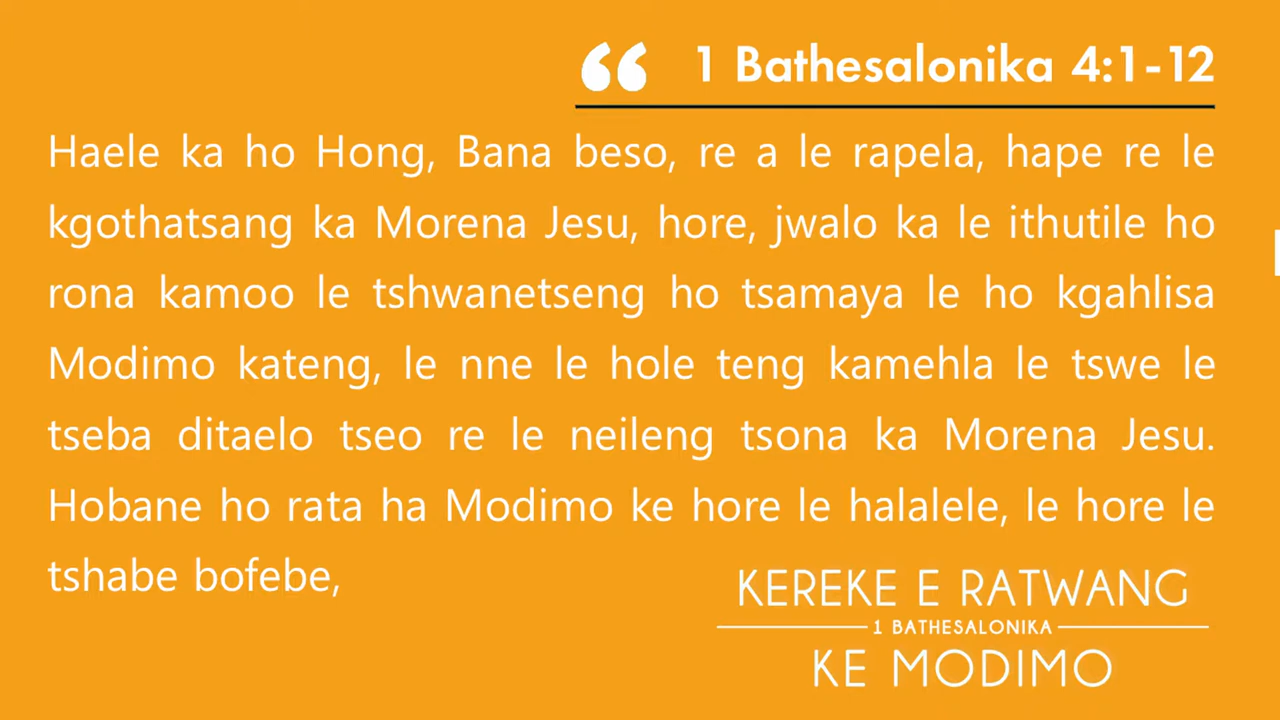 “ 1 Bathesalonika 4:1-12
Haele ka ho Hong, Bana beso, re a le rapela, hape re le
kgothatsang ka Morena Jesu, hore, jwalo ka le ithutile ho
rona kamoo le tshwanetseng ho tsamaya le ho kgahlisa
Modimo kateng, le nne le hole teng kamehla le tswe le
tseba ditaelo tseo re le neileng tsona ka Morena Jesu.
Hobane ho rata ha Modimo ke hore le halalele, le hore le
tshabe bofebe,
KEREKE E RATWANG
1 BATHESALONIKA
KE MODIMO